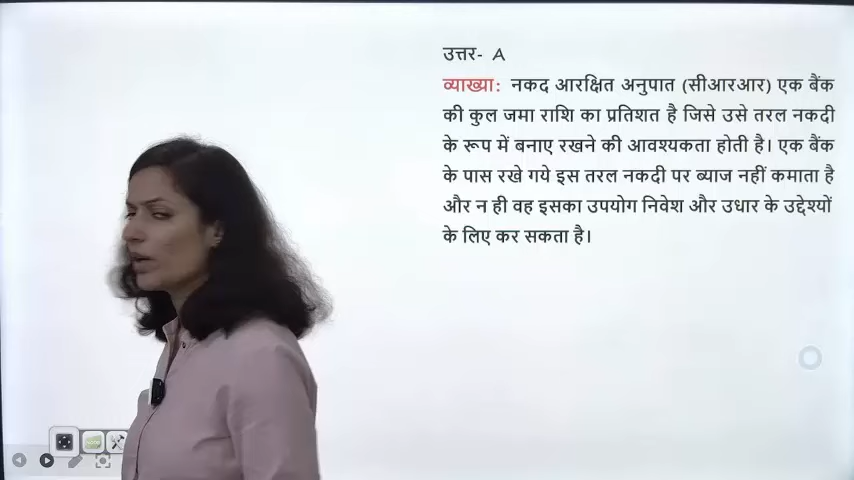 उत्तर- A
व्याख्या: नकद आरक्षित अनुपात (सीआरआर) एक बैंक
की कुल जमा राशि का प्रतिशत है जिसे उसे तरल नकदी
के रूप में बनाए रखने की आवश्यकता होती है। एक बैंक
के पास रखे गये इस तरल नकदी पर ब्याज नहीं कमाता है
और न ही वह इसका उपयोग निवेश और उधार के उद्देश्यों
के लिए कर सकता है।